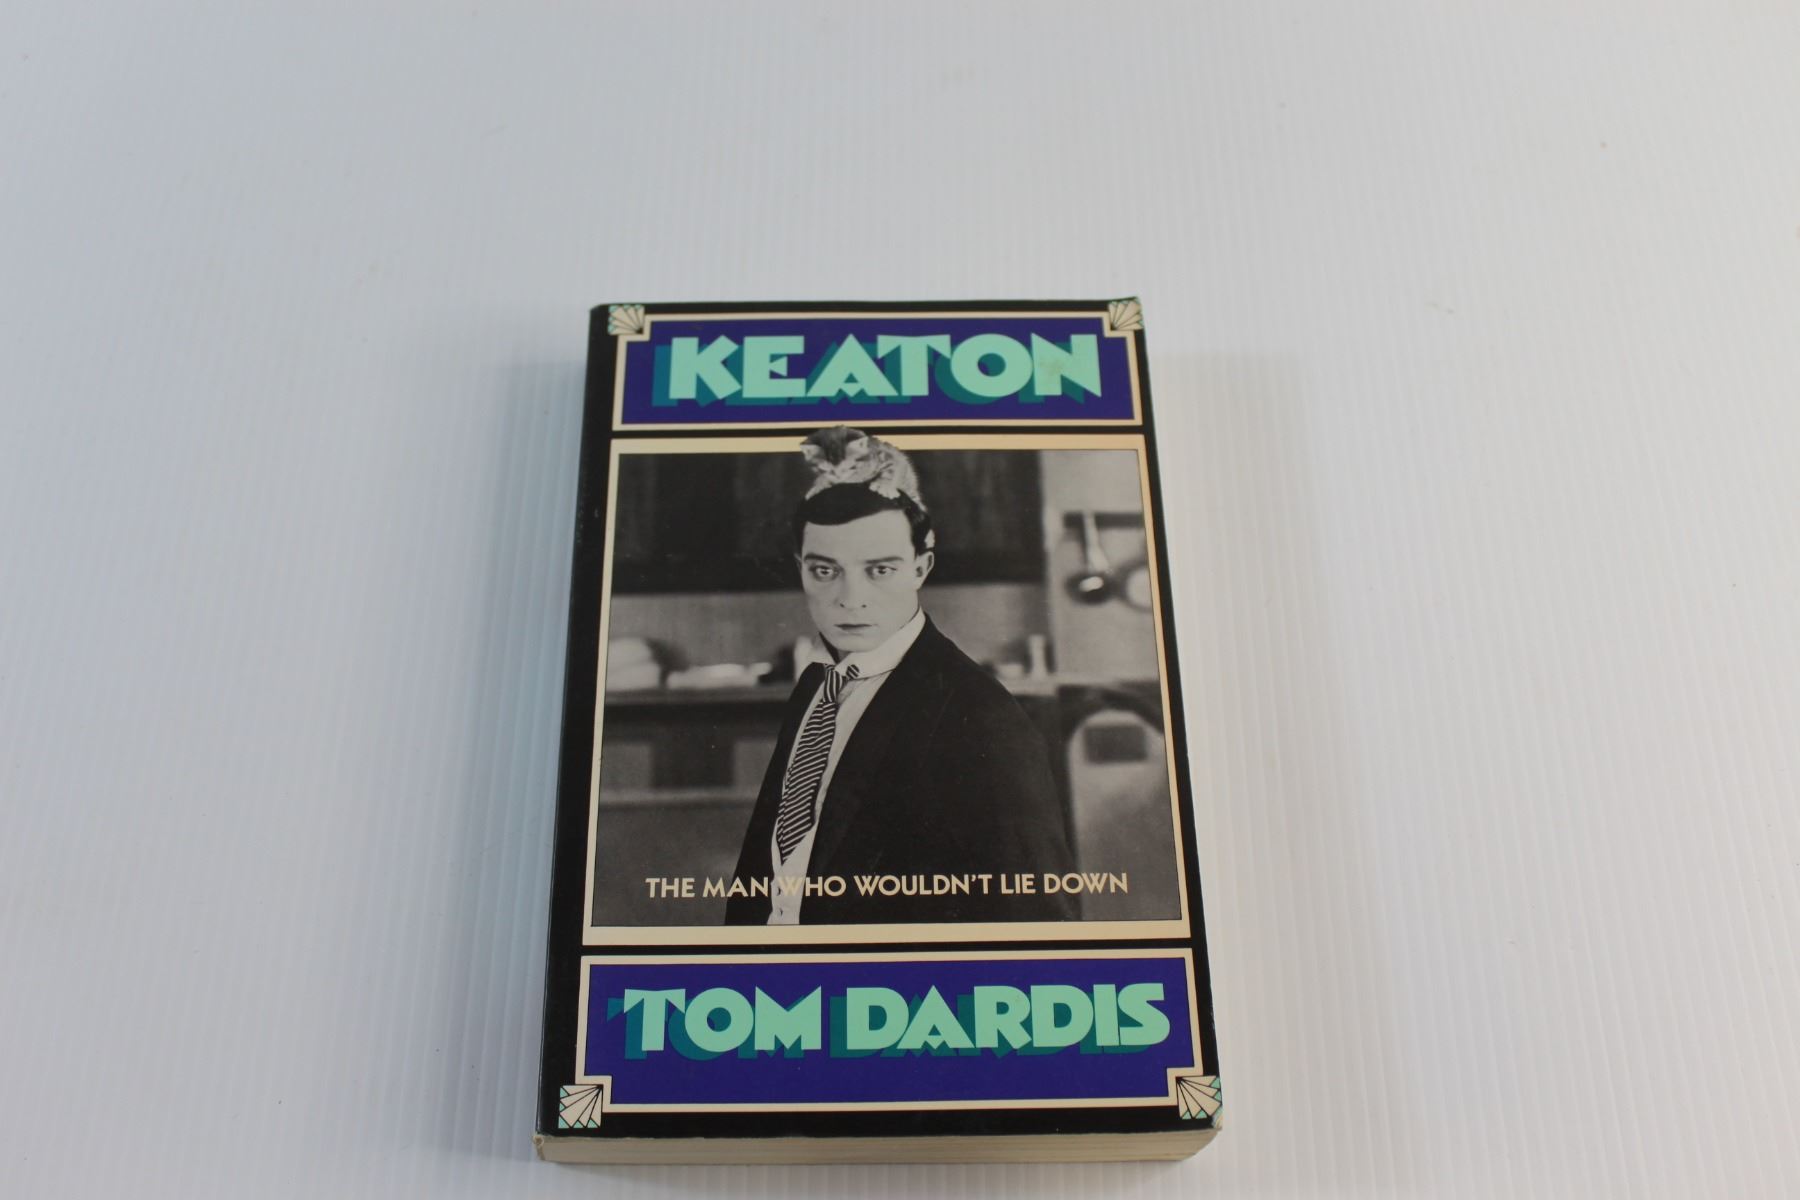 KEATON
THE MAN WHO WOULDN'T LIE DOWN
TOM DARDIS